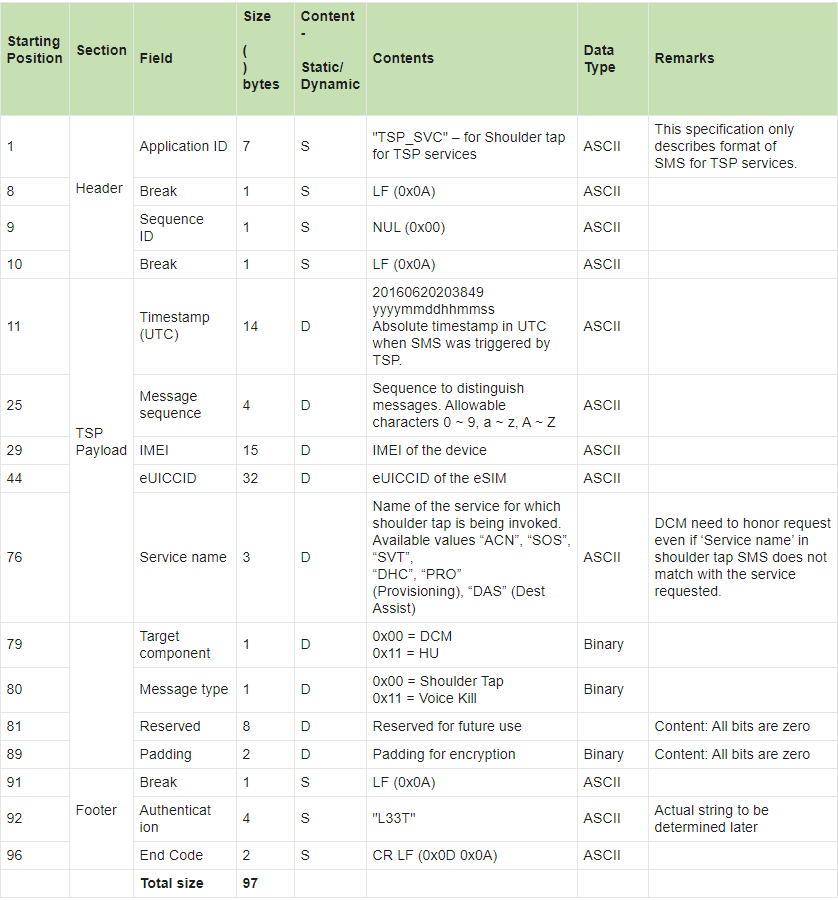 Starting Position Section Field Size ( ) bytes Content - Static/ Dynamic Contents Data Type Remarks
1 Application ID 7 S "TSP_SVC" – for Shoulder tap for TSP services ASCII This specification only describes format of SMS for TSP services.
Header
8 Break 1 S LF (0x0A) ASCII
9 Sequence ID 1 S NUL (0x00) ASCII
10 Break 1 S LF (0x0A) ASCII
11 Timestamp (UTC) 14 D 20160620203849 yyyymmddhhmmss Absolute timestamp in UTC when SMS was triggered by TSP. ASCII
25 Message sequence 4 D Sequence to distinguish messages. Allowable characters 0 ~ 9, a ~ z, A ~ Z ASCII
TSP Payload
29 IMEI 15 D IMEI of the device ASCII
44 eUICCID 32 D eUICCID of the eSIM ASCII
76 Service name 3 D Name of the service for which shoulder tap is being invoked. Available values “ACN”, “SOS”, “SVT”, “DHC”, “PRO” (Provisioning), “DAS” (Dest Assist) ASCII DCM need to honor request even if ‘Service name’ in shoulder tap SMS does not match with the service requested.
79 Target component 1 D 0x00 = DCM 0x11 = HU Binary
80 Message type 1 D 0x00 = Shoulder Tap 0x11 = Voice Kill Binary
81 Reserved 8 D Reserved for future use Content: All bits are zero
89 Padding 2 D Padding for encryption Binary Content: All bits are zero
91 Break 1 S LF (0x0A) ASCII
Footer
92 Authenticat ion 4 S "L33T" ASCII Actual string to be determined later
96 End Code 2 S CR LF (0x0D 0x0A) ASCII
Total size 97